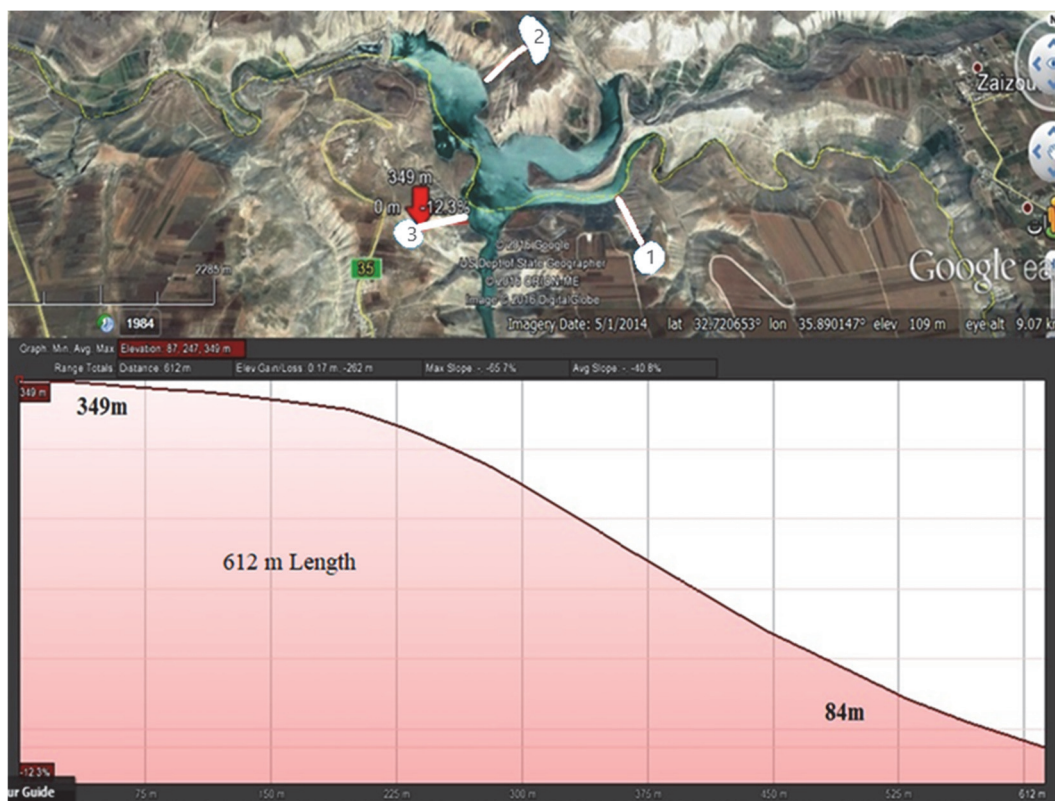 2
Zaizou
349 m
0 m -12.3%
3
1
© 2016 Google
US Dept of State Geographer
© 2016 ORION-ME
Image © 2016 DigitalGlobe
35
Google ea
2285 m
1984
Imagery Date: 5/1/2014 lat 32.720653° lon 35.890147° elev 109 m eye alt 9.07 km
Graph: Min, Avg, Max Elevation: 87, 247, 349 m
Range Totals: Distance: 612 m Elev Gain/Loss: 0.17 m, -262 m Max Slope: -, -65.7% Avg Slope: -, -40.8%
349 m
349m
612 m Length
84m
-12.3%
ur Guide
75 m 150 m 225 m 300 m 375 m 450 m 525 m 612 m